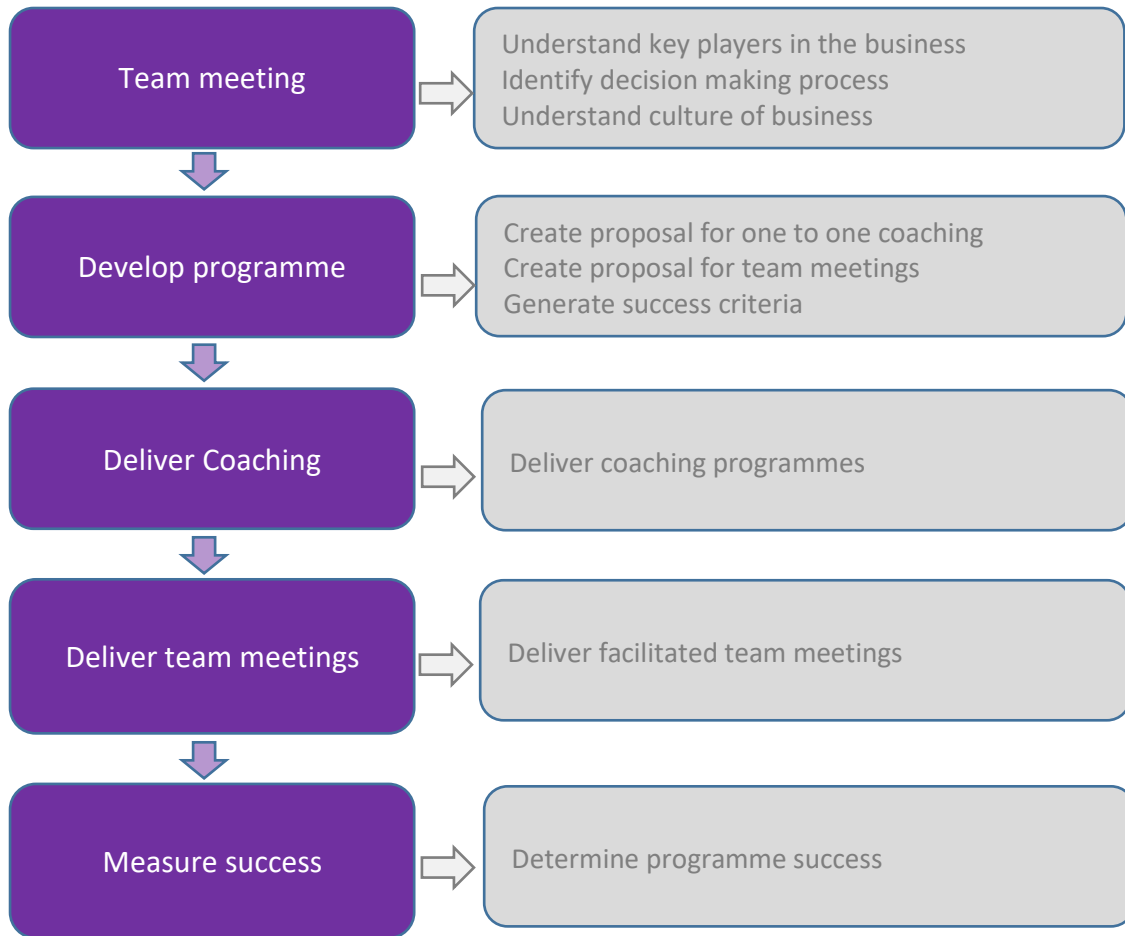 Team meeting
Understand key players in the business
Identify decision making process
Understand culture of business
Develop programme
Create proposal for one to one coaching
Create proposal for team meetings
Generate success criteria
Deliver Coaching
Deliver coaching programmes
Deliver team meetings
Deliver facilitated team meetings
Measure success
Determine programme success